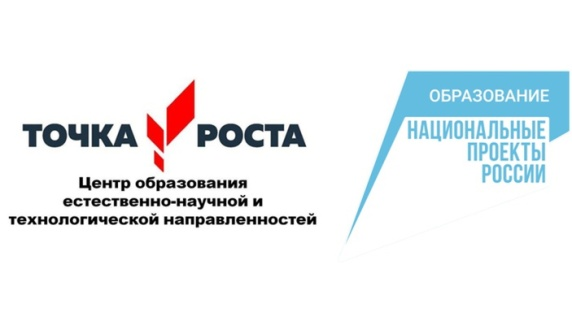 ТОЧКА РОСТА
Центр образования
естественно-научной и
технологической направленностей
ОБРАЗОВАНИЕ
НАЦИОНАЛЬНЫЕ
ПРОЕКТЫ
РОССИИ